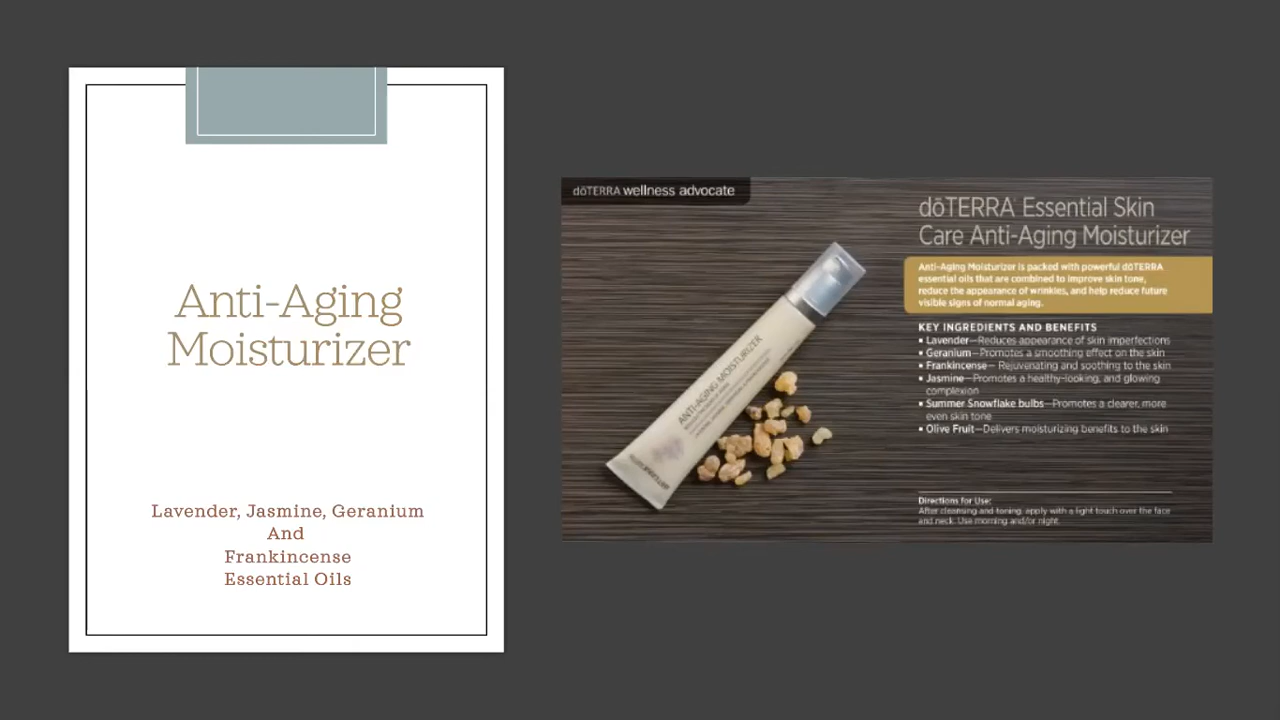 Anti-Aging
Moisturizer
Lavender, Jasmine, Geranium
And
Frankincense
Essential Oils
dōTERRA wellness advocate
dōTERRA Essential Skin
Care Anti-Aging Moisturizer
Anti-Aging Moisturizer is packed with powerful dōTERRA
essential oils that are combined to improve skin tone,
reduce the appearance of wrinkles, and help reduce future
visible signs of normal aging.
KEY INGREDIENTS AND BENEFITS
▪ Lavender—Reduces appearance of skin imperfections
▪ Geranium—Promotes a smoothing effect on the skin
▪ Frankincense— Rejuvenating and soothing to the skin
▪ Jasmine—Promotes a healthy-looking, and glowing
complexion
▪ Summer Snowflake bulbs—Promotes a clearer, more
even skin tone
▪ Olive Fruit—Delivers moisturizing benefits to the skin
Directions for Use:
After cleansing and toning, apply with a light touch over the face
and neck. Use morning and/or night.
ANTI-AGING MOISTURIZER
dōTERRA